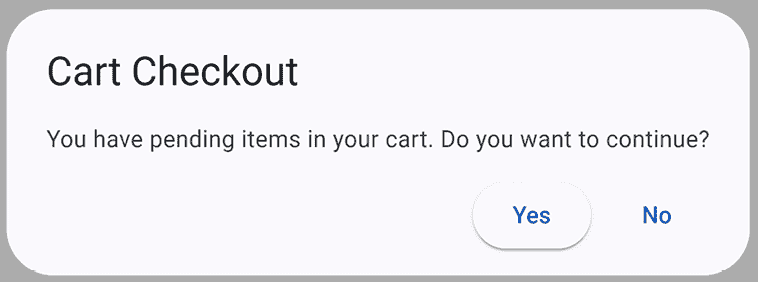 Cart Checkout
You have pending items in your cart. Do you want to continue?
Yes No